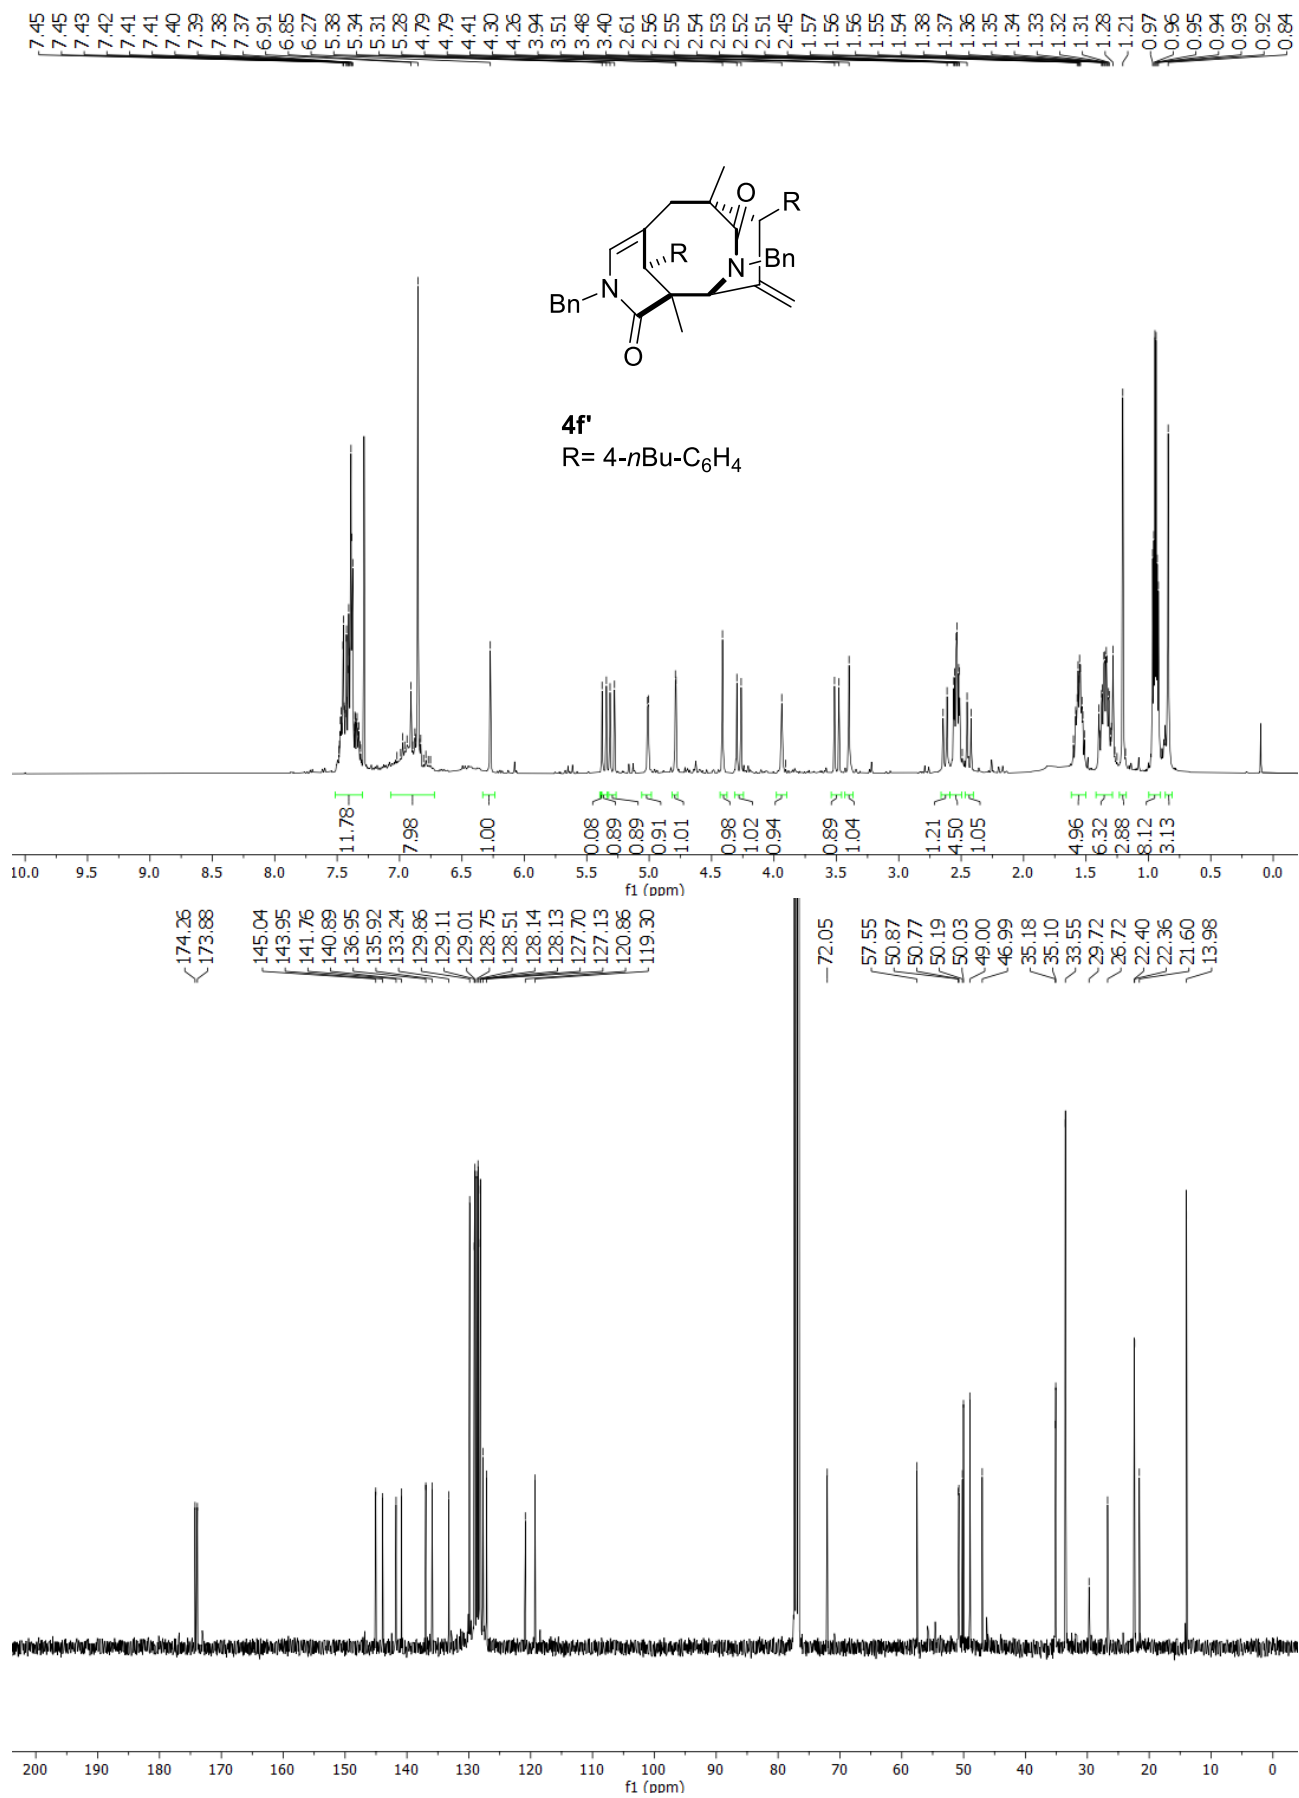 7.45 7.45 7.43 7.42 7.41 7.41 7.40 7.39 7.38 7.37 6.91 6.85 6.27 5.38 5.34 5.31 5.28 4.79 4.79 4.41 4.30 4.26 3.94 3.51 3.48 3.40 2.61 2.56 2.55 2.54 2.53 2.52 2.51 2.45 1.57 1.56 1.56 1.55 1.54 1.38 1.37 1.36 1.35 1.34 1.33 1.32 1.31 1.28 1.21 0.97 0.96 0.95 0.94 0.93 0.92 0.84
O
R
R
N
Bn
N
Bn
O
4f'
R= 4-nBu-C6H4
11.78 7.98 1.00 0.08 0.89 0.89 0.91 1.01 0.98 1.02 0.94 0.89 1.04 1.21 4.50 1.05 4.96 6.32 2.88 8.12 3.13
10.0 9.5 9.0 8.5 8.0 7.5 7.0 6.5 6.0 5.5 5.0 4.5 4.0 3.5 3.0 2.5 2.0 1.5 1.0 0.5 0.0
f1 (ppm)
174.26 173.88 145.04 143.95 141.76 140.89 136.95 135.92 133.24 129.86 129.11 129.01 128.75 128.51 128.14 128.13 127.70 127.13 120.86 119.30 72.05 57.55 50.87 50.77 50.19 50.03 49.00 46.99 35.18 35.10 33.55 29.72 26.72 22.40 22.36 21.60 13.98
200 190 180 170 160 150 140 130 120 110 100 90 80 70 60 50 40 30 20 10 0
f1 (ppm)